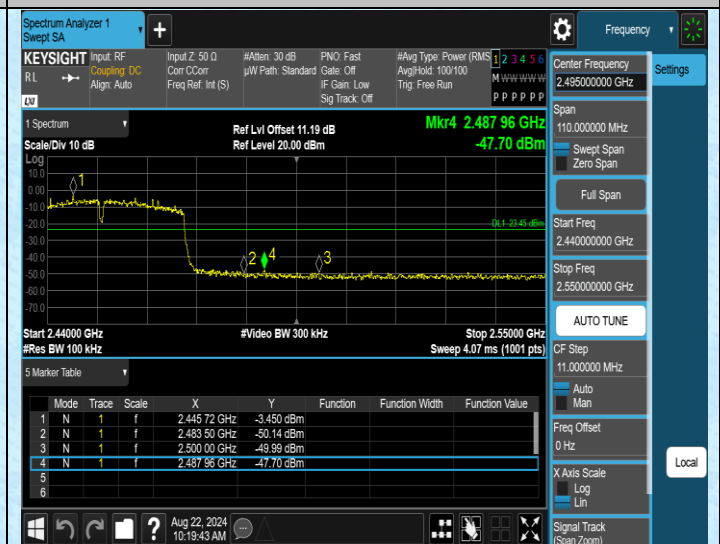 Spectrum Analyzer 1
Swept SA
+
Frequency
KEYSIGHT
R L
LXI
Input: RF
Coupling: DC
Align: Auto
Input Z: 50 Ω
Corr CCorr
Freq Ref: Int (S)
#Atten: 30 dB
µW Path: Standard
PNO: Fast
Gate: Off
IF Gain: Low
Sig Track: Off
#Avg Type: Power (RMS
Avg|Hold: 100/100
Trig: Free Run
1 2 3 4 5 6
M W W W W W
P P P P P P
1 Spectrum
Scale/Div 10 dB
Ref Lvl Offset 11.19 dB
Ref Level 20.00 dBm
Mkr4 2.487 96 GHz
-47.70 dBm
Log
10.0
0.00
-10.0
-20.0
-30.0
-40.0
-50.0
-60.0
-70.0
1
2
4
3
DL1 -23.45 dBm
Start 2.44000 GHz
#Res BW 100 kHz
#Video BW 300 kHz
Stop 2.55000 GHz
Sweep 4.07 ms (1001 pts)
5 Marker Table
Mode Trace Scale X Y Function Function Width Function Value
1 N 1 f 2.445 72 GHz -3.450 dBm
2 N 1 f 2.483 50 GHz -50.14 dBm
3 N 1 f 2.500 00 GHz -49.99 dBm
4 N 1 f 2.487 96 GHz -47.70 dBm
5
6
?
Aug 22, 2024
10:19:43 AM
Center Frequency
2.495000000 GHz
Settings
Span
110.000000 MHz
Swept Span
Zero Span
Full Span
Start Freq
2.440000000 GHz
Stop Freq
2.550000000 GHz
AUTO TUNE
CF Step
11.000000 MHz
Auto
Man
Freq Offset
0 Hz
Local
X Axis Scale
Log
Lin
Signal Track
(Span Zoom)